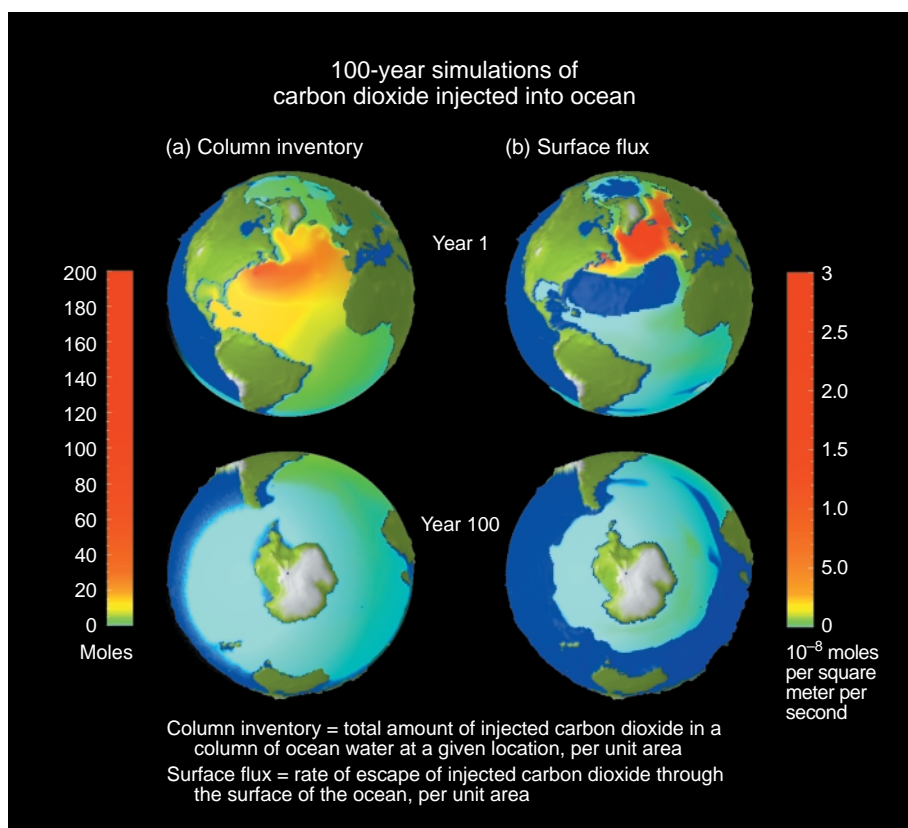 100-year simulations of
carbon dioxide injected into ocean
(a) Column inventory
(b) Surface flux
Year 1
200
180
160
140
120
100
80
60
40
20
0
Moles
3
2.5
2.0
1.5
1.0
5.0
0
10⁻⁸ moles
per square
meter per
second
Year 100
Column inventory = total amount of injected carbon dioxide in a
column of ocean water at a given location, per unit area
Surface flux = rate of escape of injected carbon dioxide through
the surface of the ocean, per unit area